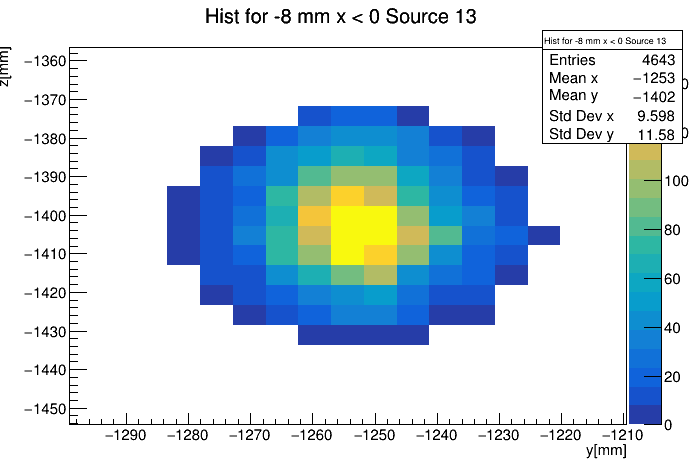 Hist for -8 mm x < 0 Source 13
Hist for -8 mm x < 0 Source 13
Entries 4643
Mean x −1253
Mean y −1402
Std Dev x 9.598
Std Dev y 11.58
z[mm]
−1360
−1370
−1380
−1390
−1400
−1410
−1420
−1430
−1440
−1450
−1290 −1280 −1270 −1260 −1250 −1240 −1230 −1220 −1210
y[mm]
0
0
100
80
60
40
20
0